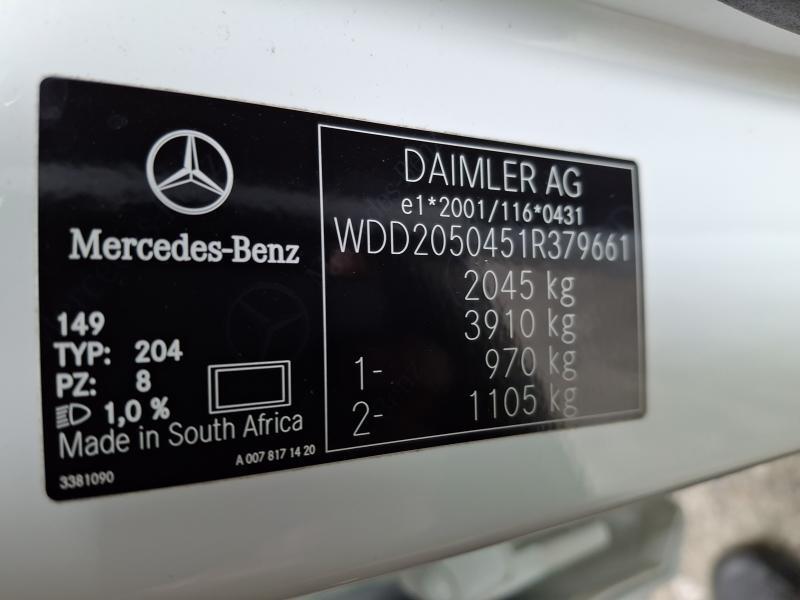 Mercedes-Benz
149
TYP: 204
PZ: 8
1,0 %
Made in South Africa
3381090
A 007 817 14 20
DAIMLER AG
e1*2001/116*0431
WDD2050451R379661
2045 kg
3910 kg
1- 970 kg
2- 1105 kg